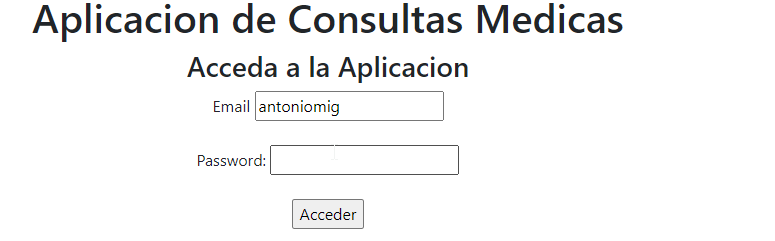 Aplicacion de Consultas Medicas
Acceda a la Aplicacion
Email antoniomig
Password:
Acceder